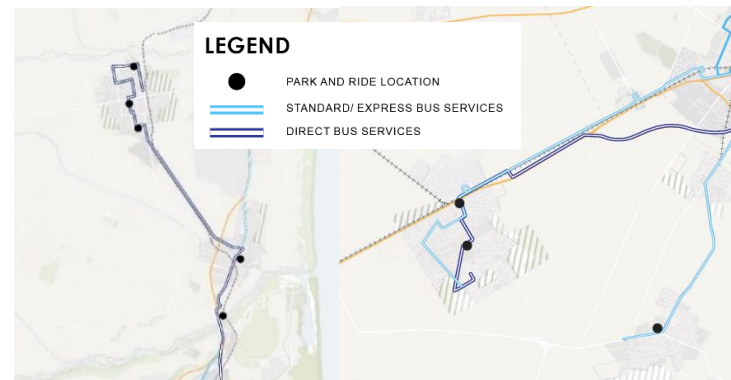 LEGEND
PARK AND RIDE LOCATION
STANDARD/ EXPRESS BUS SERVICES
DIRECT BUS SERVICES